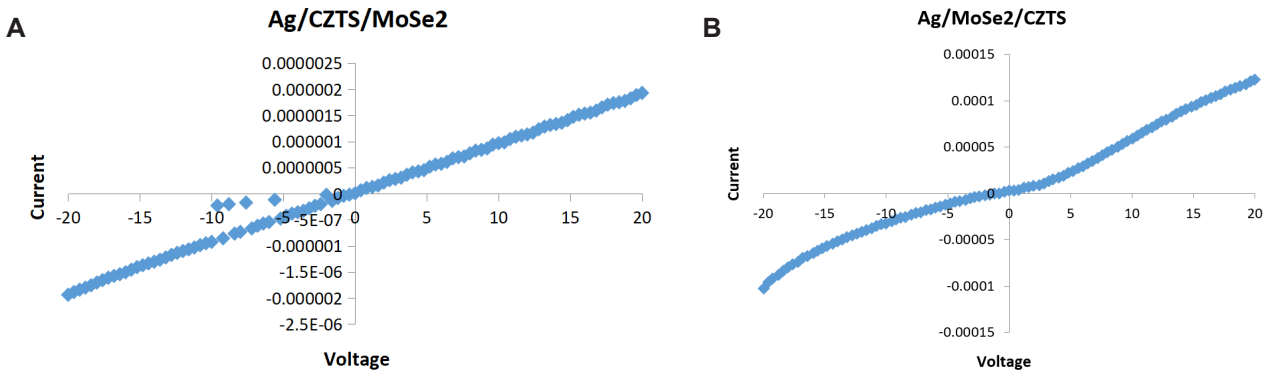 A
Ag/CZTS/MoSe2
0.0000025
0.000002
0.0000015
0.000001
0.0000005
0
-20 -15 -10 -5 0 5 10 15 20
-5E-07
-0.000001
-1.5E-06
-0.000002
-2.5E-06
Current
Voltage
B
Ag/MoSe2/CZTS
0.00015
0.0001
0.00005
0
-20 -15 -10 -5 0 5 10 15 20
-0.00005
-0.0001
-0.00015
Current
Voltage